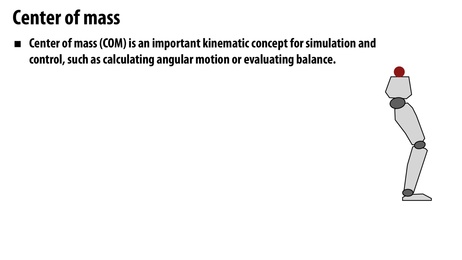 Center of mass
■ Center of mass (COM) is an important kinematic concept for simulation and
control, such as calculating angular motion or evaluating balance.